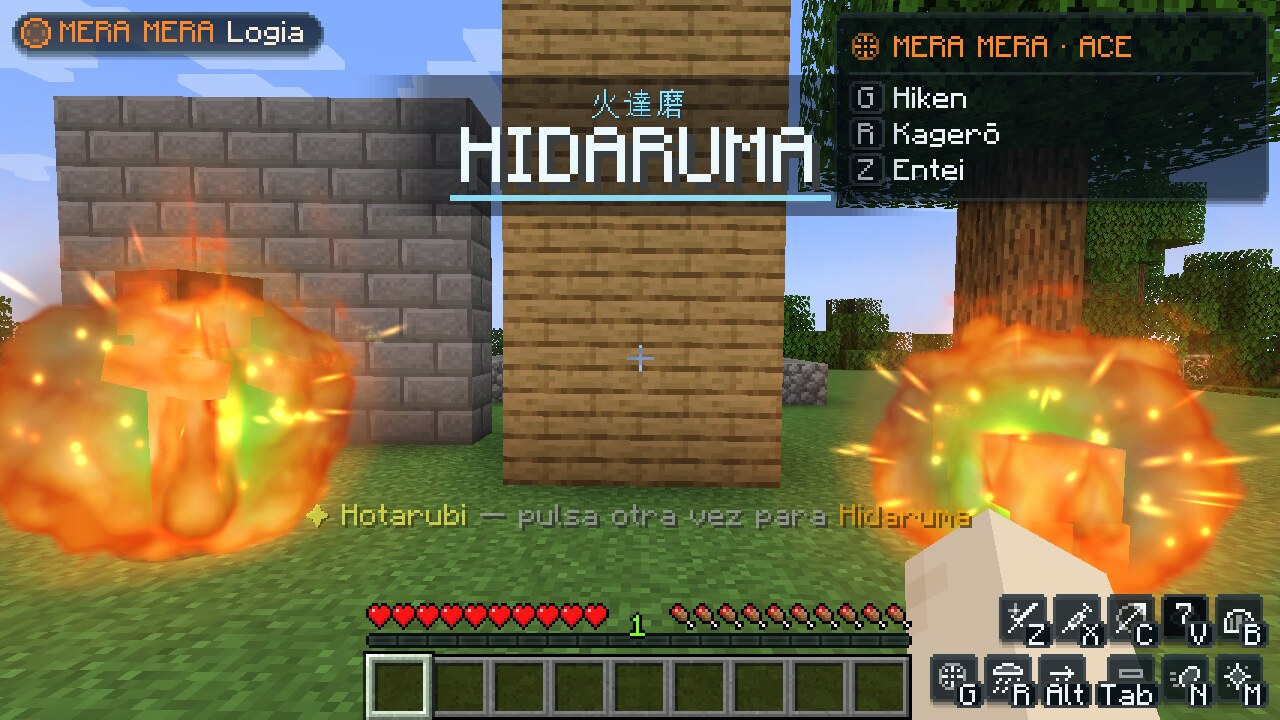 MERA MERA Logia
MERA MERA · ACE
G Hiken
R Kagerō
Z Entei
火達磨
HIDARUMA
Hotarubi — pulsa otra vez para Hidaruma
1
Z X C V B
G R Alt Tab N M